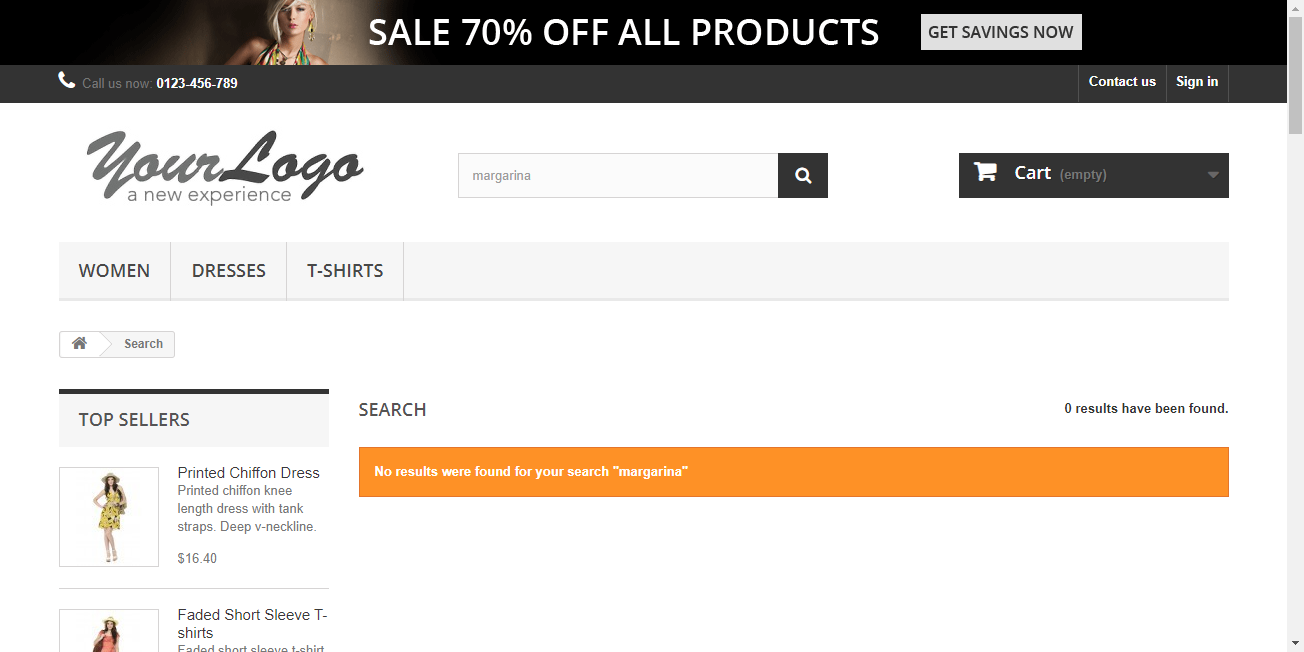 SALE 70% OFF ALL PRODUCTS
GET SAVINGS NOW
Call us now: 0123-456-789
Contact us
Sign in
YourLogo
a new experience
margarina
Cart (empty)
WOMEN
DRESSES
T-SHIRTS
Search
TOP SELLERS
Printed Chiffon Dress
Printed chiffon knee
length dress with tank
straps. Deep v-neckline.
$16.40
Faded Short Sleeve T-
shirts
Faded short sleeve t-shirt
SEARCH
0 results have been found.
No results were found for your search "margarina"